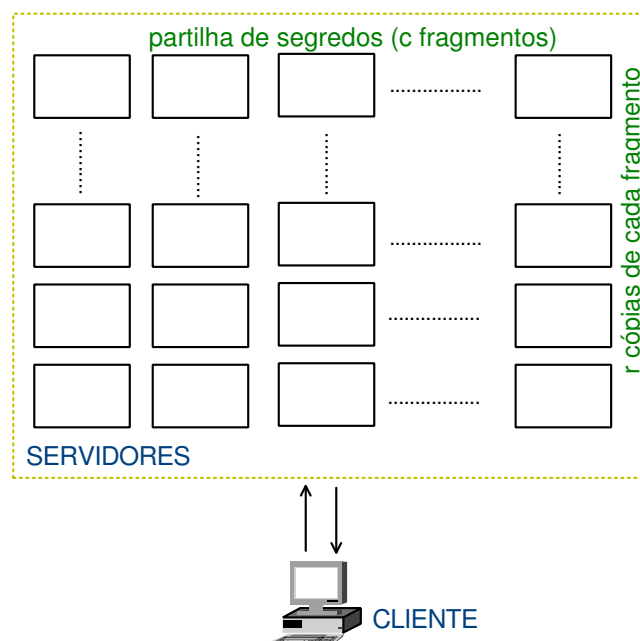 partilha de segredos (c fragmentos)
r cópias de cada fragmento
SERVIDORES
CLIENTE